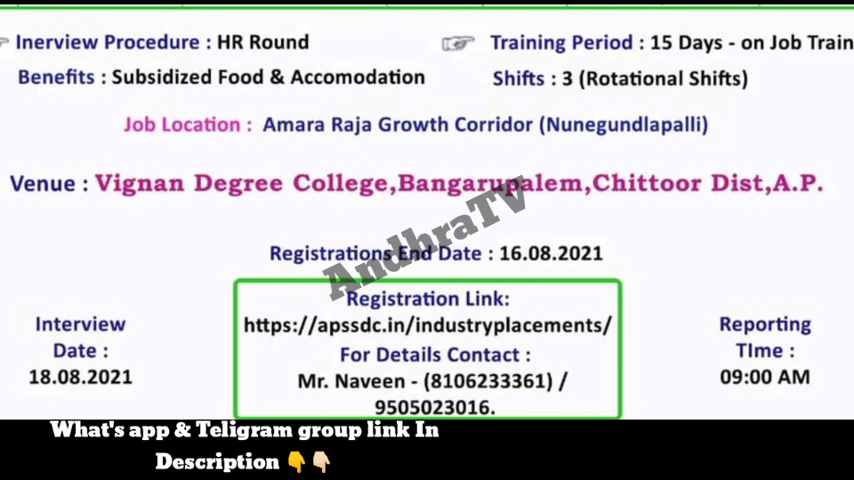 Inerview Procedure : HR Round
Training Period : 15 Days - on Job Train
Benefits : Subsidized Food & Accomodation
Shifts : 3 (Rotational Shifts)
Job Location : Amara Raja Growth Corridor (Nunegundlapalli)
Venue : Vignan Degree College,Bangarupalem,Chittoor Dist,A.P.
AndhraTV
Registrations End Date : 16.08.2021
Registration Link:
https://apssdc.in/industryplacements/
For Details Contact :
Mr. Naveen - (8106233361) /
9505023016.
Interview
Date :
18.08.2021
Reporting
TIme :
09:00 AM
What's app & Teligram group link In
Description 👇👇🏻